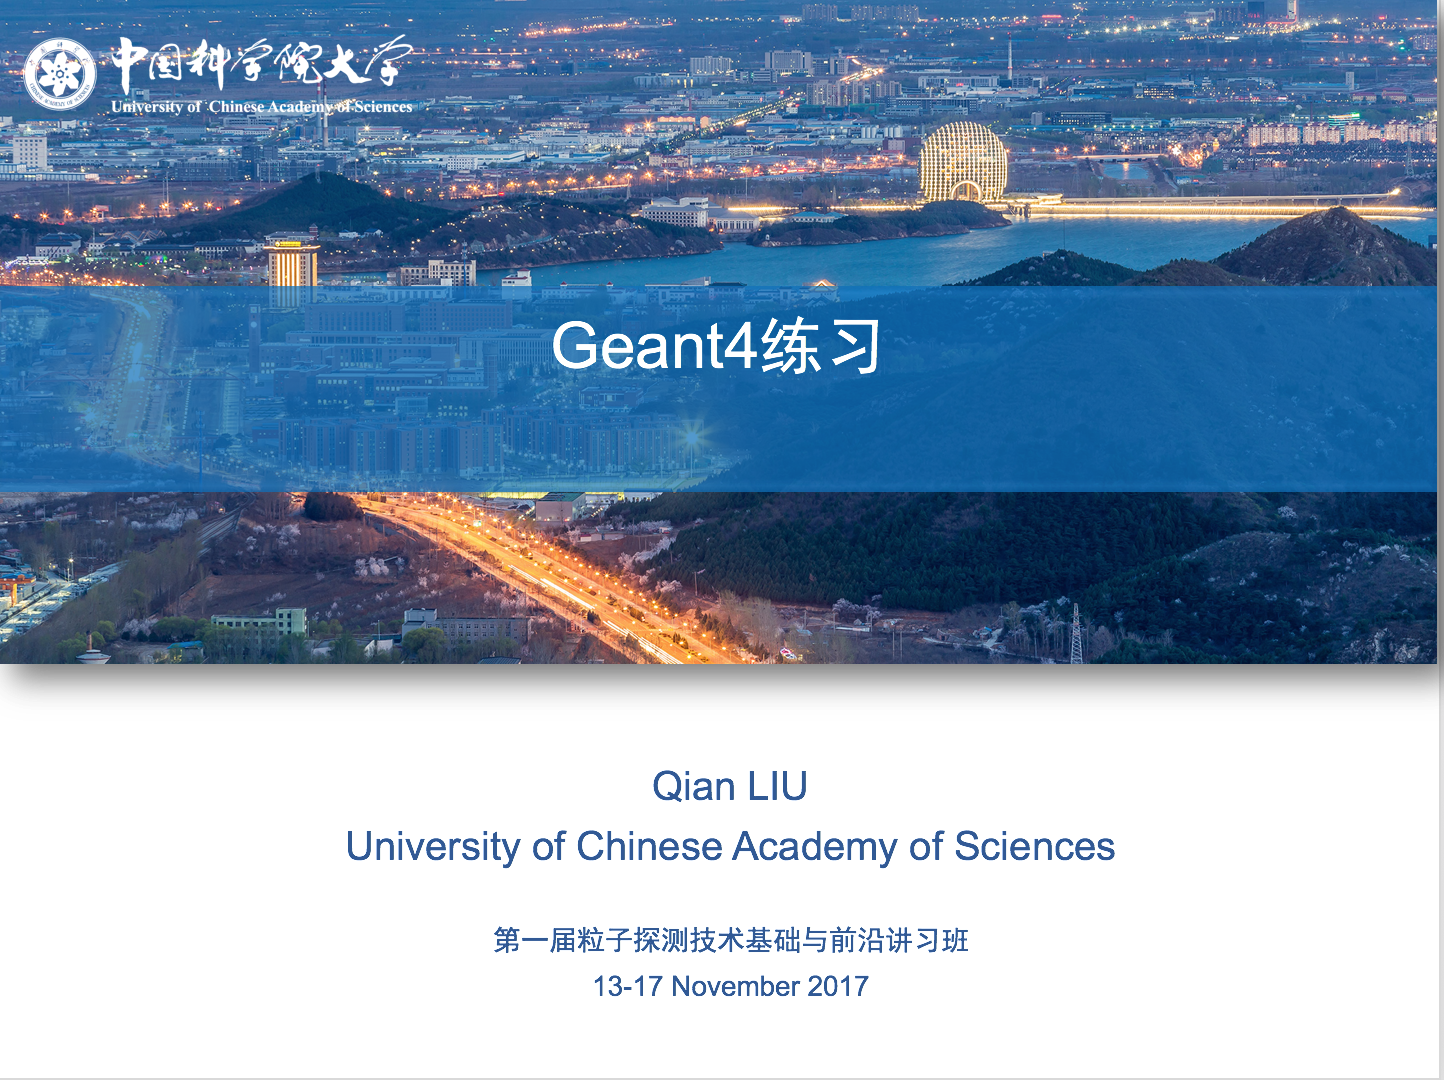 中国科学院大学
University of Chinese Academy of Sciences
Geant4练习
Qian LIU
University of Chinese Academy of Sciences
第一届粒子探测技术基础与前沿讲习班
13-17 November 2017